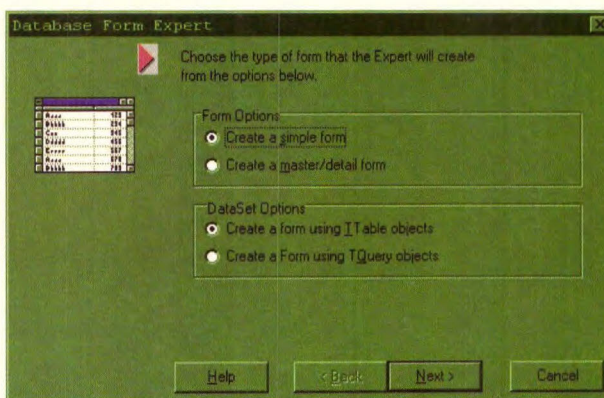 Database Form Expert
Choose the type of form that the Expert will create
from the options below.
Form Options
Create a simple form
Create a master/detail form
DataSet Options
Create a form using TTable objects
Create a Form using TQuery objects
Help
< Back
Next >
Cancel